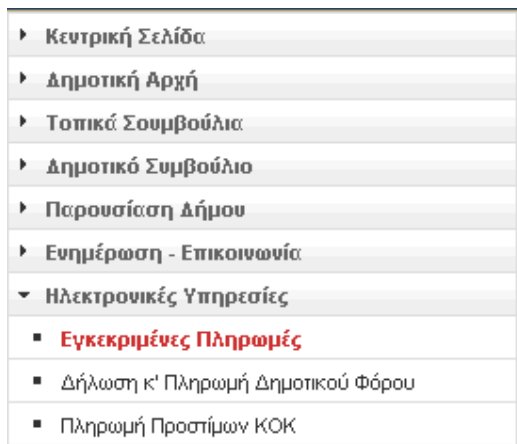 Κεντρική Σελίδα
Δημοτική Αρχή
Τοπικά Σουμβούλια
Δημοτικό Συμβούλιο
Παρουσίαση Δήμου
Ενημέρωση - Επικοινωνία
Ηλεκτρονικές Υπηρεσίες
Εγκεκριμένες Πληρωμές
Δήλωση κ' Πληρωμή Δημοτικού Φόρου
Πληρωμή Προστίμων ΚΟΚ